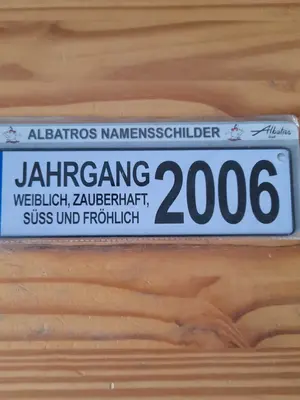 ALBATROS NAMENSSCHILDER
Albatros
JAHRGANG
WEIBLICH, ZAUBERHAFT,
SÜSS UND FRÖHLICH
2006